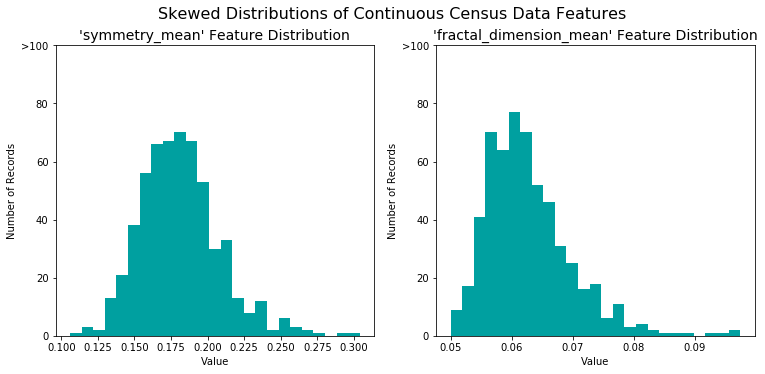 Skewed Distributions of Continuous Census Data Features
'symmetry_mean' Feature Distribution
>100
80
60
40
20
0
Number of Records
0.100 0.125 0.150 0.175 0.200 0.225 0.250 0.275 0.300
Value
'fractal_dimension_mean' Feature Distribution
>100
80
60
40
20
0
Number of Records
0.05 0.06 0.07 0.08 0.09
Value